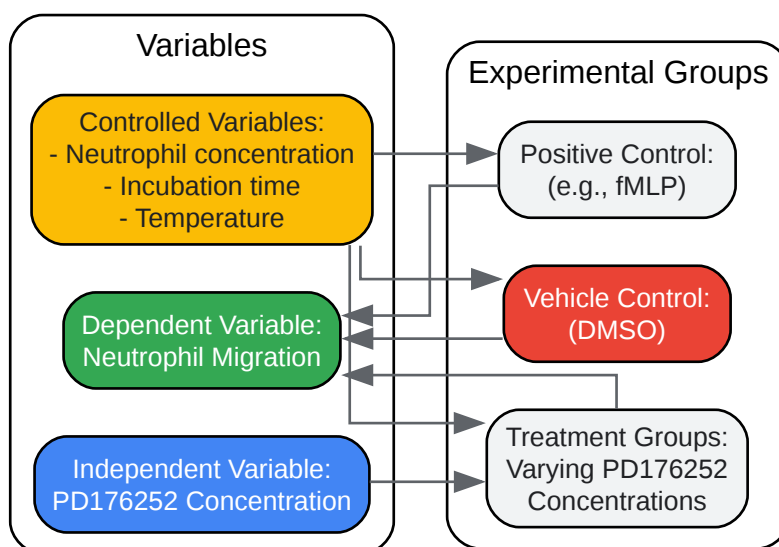 Variables
Controlled Variables:
- Neutrophil concentration
- Incubation time
- Temperature
Dependent Variable:
Neutrophil Migration
Independent Variable:
PD176252 Concentration
Experimental Groups
Positive Control:
(e.g., fMLP)
Vehicle Control:
(DMSO)
Treatment Groups:
Varying PD176252
Concentrations